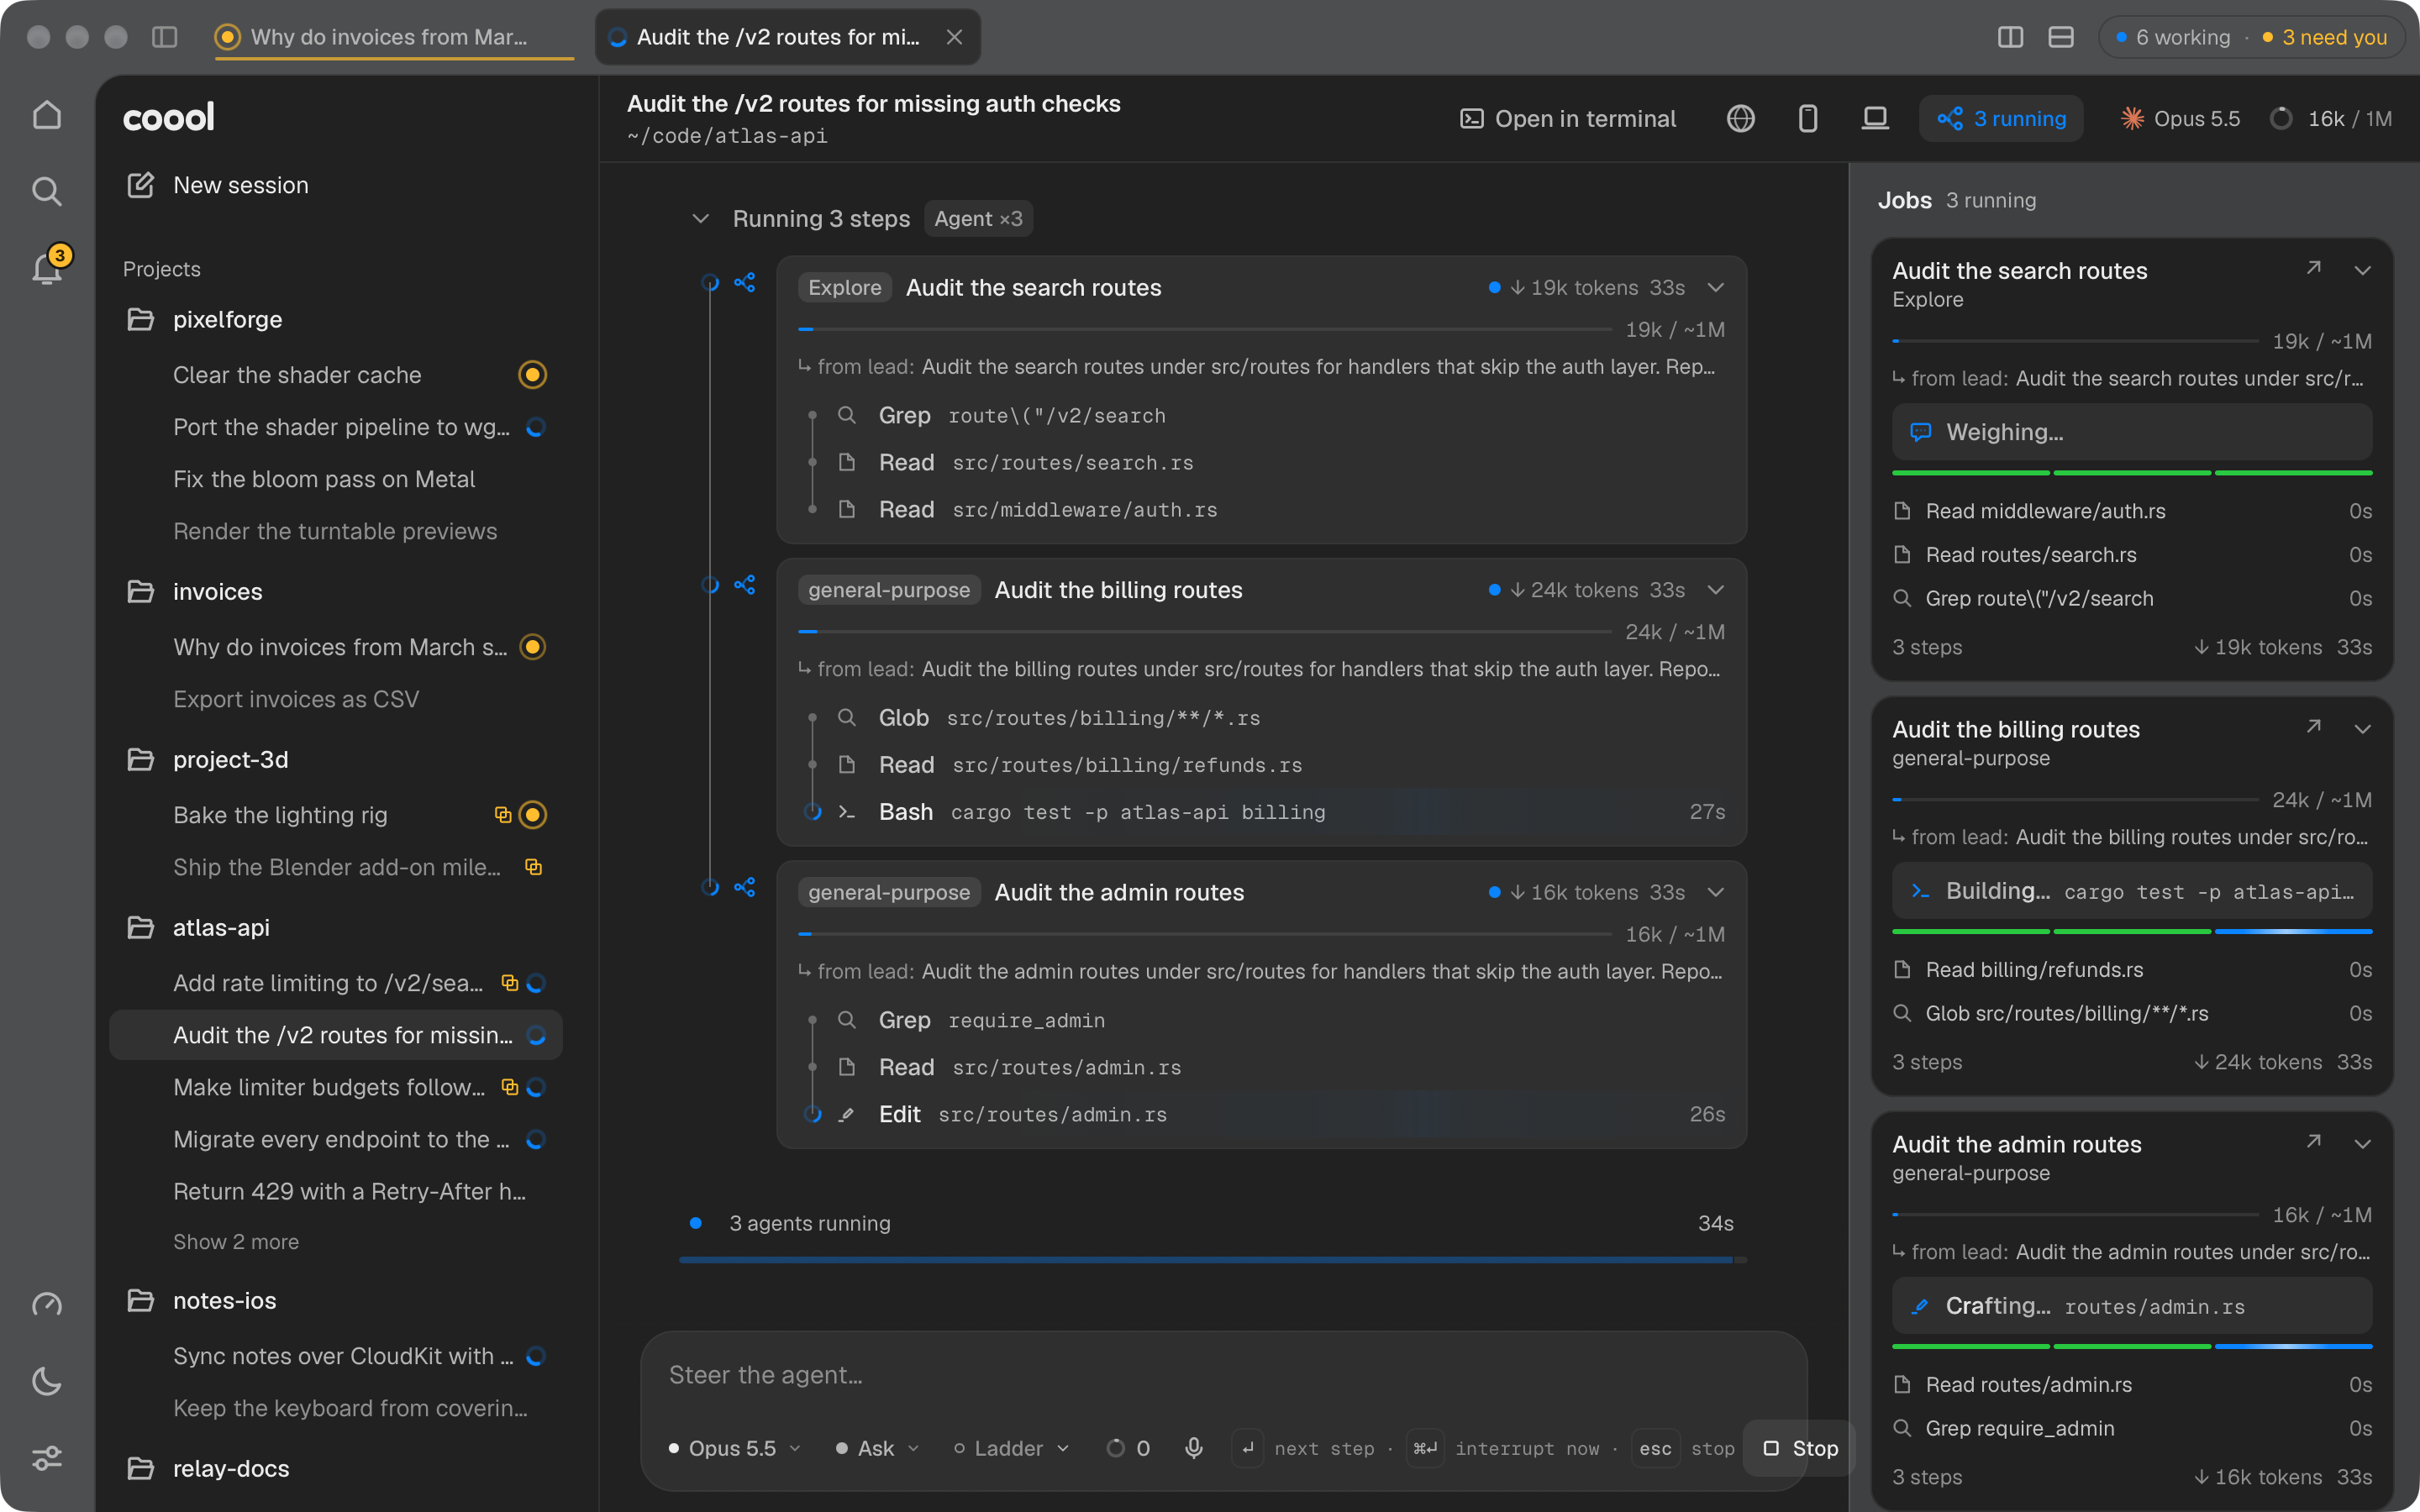 Why do invoices from Mar...
Audit the /v2 routes for mi...
6 working · 3 need you
3
coool
New session
Projects
pixelforge
Clear the shader cache
Port the shader pipeline to wg...
Fix the bloom pass on Metal
Render the turntable previews
invoices
Why do invoices from March s...
Export invoices as CSV
project-3d
Bake the lighting rig
Ship the Blender add-on mile...
atlas-api
Add rate limiting to /v2/sea...
Audit the /v2 routes for missin...
Make limiter budgets follow...
Migrate every endpoint to the ...
Return 429 with a Retry-After h...
Show 2 more
notes-ios
Sync notes over CloudKit with ...
Keep the keyboard from coverin...
relay-docs
Audit the /v2 routes for missing auth checks
~/code/atlas-api
Open in terminal
3 running
Opus 5.5
16k / 1M
Running 3 steps Agent ×3
Explore Audit the search routes ↓ 19k tokens 33s
19k / ~1M
↳ from lead: Audit the search routes under src/routes for handlers that skip the auth layer. Rep...
Grep route\("/v2/search
Read src/routes/search.rs
Read src/middleware/auth.rs
general-purpose Audit the billing routes ↓ 24k tokens 33s
24k / ~1M
↳ from lead: Audit the billing routes under src/routes for handlers that skip the auth layer. Repo...
Glob src/routes/billing/**/*.rs
Read src/routes/billing/refunds.rs
Bash cargo test -p atlas-api billing 27s
general-purpose Audit the admin routes ↓ 16k tokens 33s
16k / ~1M
↳ from lead: Audit the admin routes under src/routes for handlers that skip the auth layer. Repo...
Grep require_admin
Read src/routes/admin.rs
Edit src/routes/admin.rs 26s
3 agents running 34s
Steer the agent...
Opus 5.5 Ask Ladder 0 ↵ next step · ⌘↵ interrupt now · esc stop Stop
Jobs 3 running
Audit the search routes
Explore
19k / ~1M
↳ from lead: Audit the search routes under src/r...
Weighing...
Read middleware/auth.rs 0s
Read routes/search.rs 0s
Grep route\("/v2/search 0s
3 steps ↓ 19k tokens 33s
Audit the billing routes
general-purpose
24k / ~1M
↳ from lead: Audit the billing routes under src/ro...
Building... cargo test -p atlas-api...
Read billing/refunds.rs 0s
Glob src/routes/billing/**/*.rs 0s
3 steps ↓ 24k tokens 33s
Audit the admin routes
general-purpose
16k / ~1M
↳ from lead: Audit the admin routes under src/ro...
Crafting... routes/admin.rs
Read routes/admin.rs 0s
Grep require_admin 0s
3 steps ↓ 16k tokens 33s